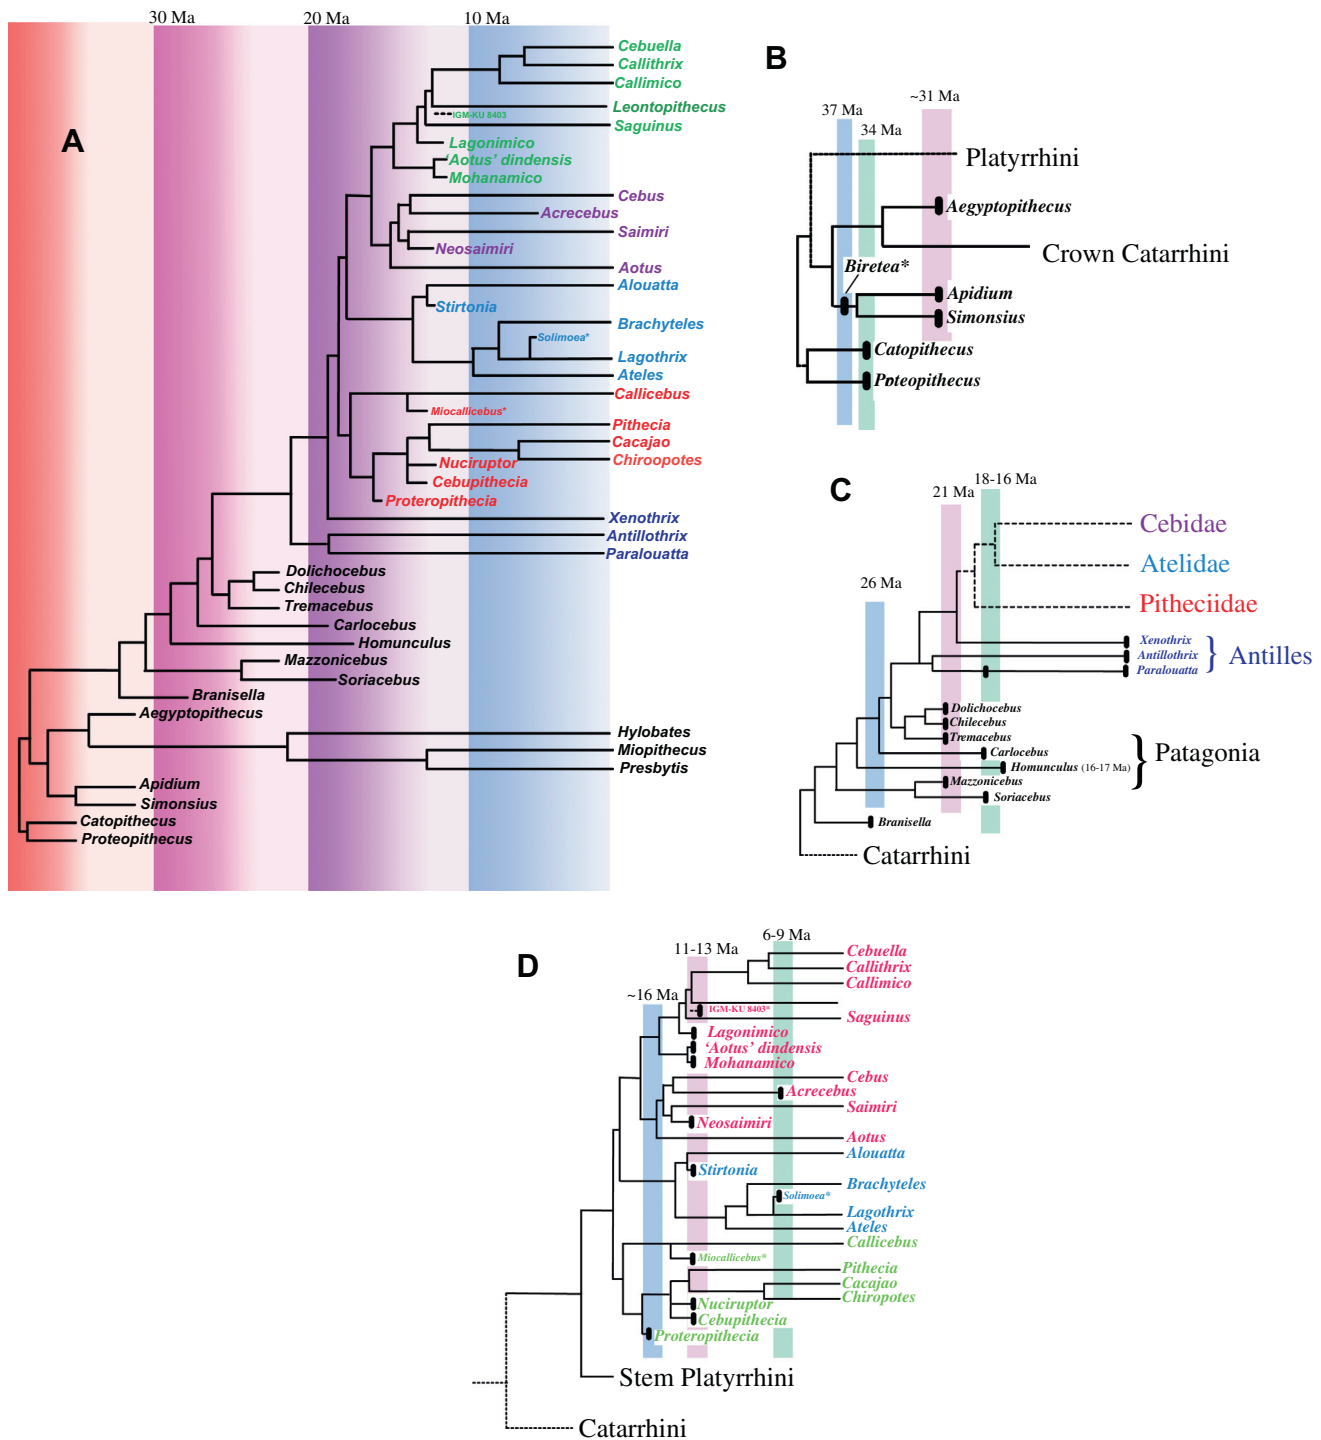 30 Ma 20 Ma 10 Ma
A
Cebuella
Callithrix
Callimico
Leontopithecus
IGM-KU 8403
Saguinus
Lagonimico
'Aotus' dindensis
Mohanamico
Cebus
Acrecebus
Saimiri
Neosaimiri
Aotus
Alouatta
Stirtonia
Brachyteles
Solimoea*
Lagothrix
Ateles
Callicebus
Miocallicebus*
Pithecia
Cacajao
Chiroopotes
Nuciruptor
Cebupithecia
Proteropithecia
Xenothrix
Antillothrix
Paralouatta
Dolichocebus
Chilecebus
Tremacebus
Carlocebus
Homunculus
Mazzonicebus
Soriacebus
Branisella
Aegyptopithecus
Hylobates
Miopithecus
Presbytis
Apidium
Simonsius
Catopithecus
Proteopithecus
B
37 Ma
34 Ma
~31 Ma
Platyrrhini
Aegyptopithecus
Crown Catarrhini
Biretea*
Apidium
Simonsius
Catopithecus
Proteopithecus
C
26 Ma
21 Ma
18-16 Ma
Cebidae
Atelidae
Pitheciidae
Xenothrix
Antillothrix } Antilles
Paralouatta
Dolichocebus
Chilecebus
Tremacebus
Carlocebus } Patagonia
Homunculus (16-17 Ma)
Mazzonicebus
Soriacebus
Branisella
Catarrhini
D
~16 Ma
11-13 Ma
6-9 Ma
Cebuella
Callithrix
Callimico
IGM-KU 8403*
Saguinus
Lagonimico
'Aotus' dindensis
Mohanamico
Cebus
Acrecebus
Saimiri
Neosaimiri
Aotus
Alouatta
Stirtonia
Brachyteles
Solimoea*
Lagothrix
Ateles
Callicebus
Miocallicebus*
Pithecia
Cacajao
Chiropotes
Nuciruptor
Cebupithecia
Proteropithecia
Stem Platyrrhini
Catarrhini